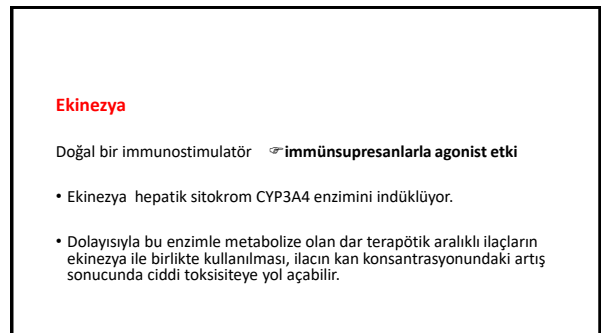 Ekinezya
Doğal bir immunostimulatör ☞immünsupresanlarla agonist etki
• Ekinezya hepatik sitokrom CYP3A4 enzimini indüklüyor.
• Dolayısıyla bu enzimle metabolize olan dar terapötik aralıklı ilaçların
ekinezya ile birlikte kullanılması, ilacın kan konsantrasyonundaki artış
sonucunda ciddi toksisiteye yol açabilir.